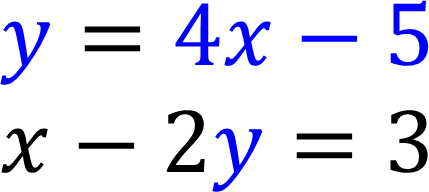 y = 4x − 5
x − 2y = 3